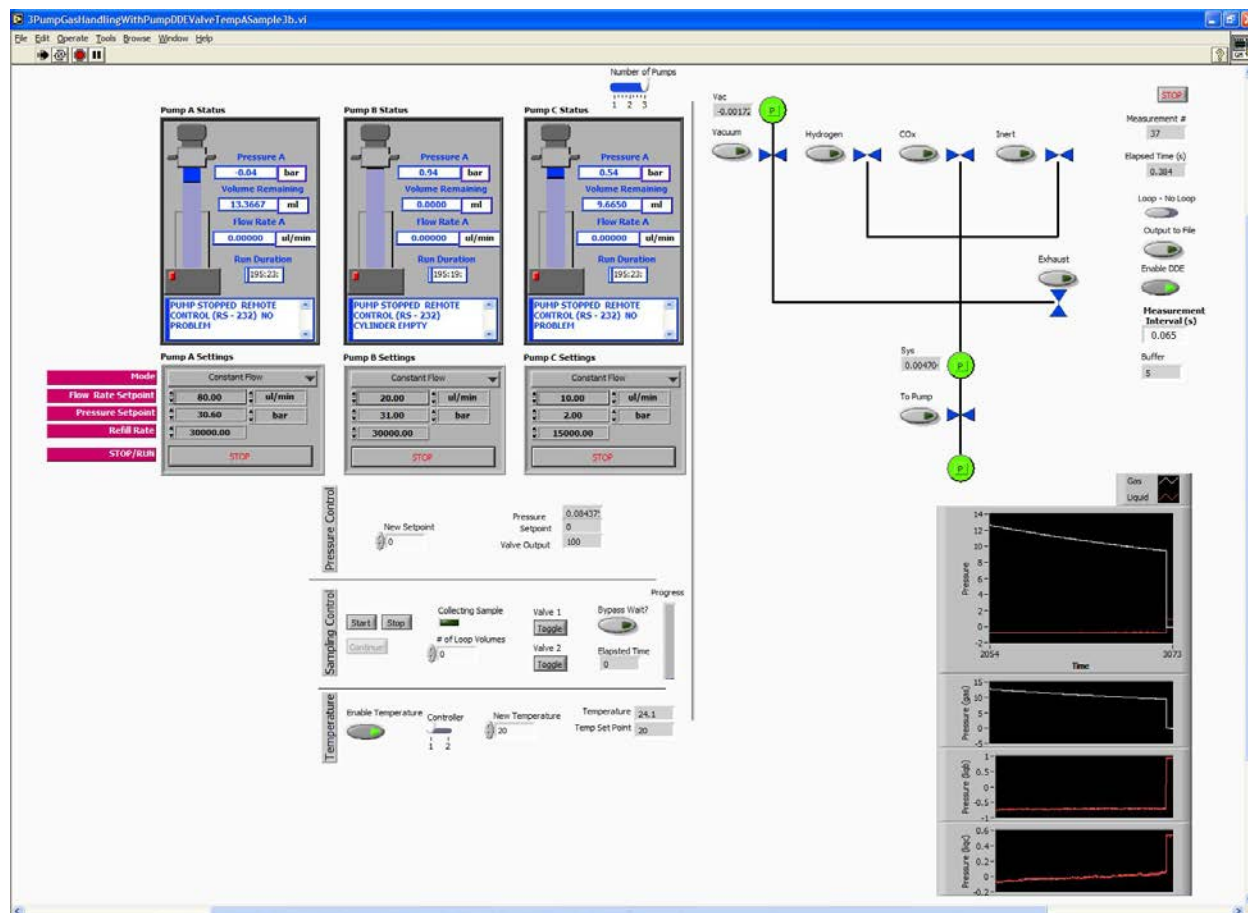 3PumpGasHandlingWithPumpDDEValveTempASample3b.vi
File Edit Operate Tools Browse Window Help
Number of Pumps
1 2 3
Pump A Status
Pressure A
-0.04 bar
Volume Remaining
13.3667 ml
Flow Rate A
0.00000 ul/min
Run Duration
195:23:
PUMP STOPPED REMOTE
CONTROL (RS - 232) NO
PROBLEM
Pump B Status
Pressure A
0.94 bar
Volume Remaining
0.0000 ml
Flow Rate A
0.00000 ul/min
Run Duration
195:19:
PUMP STOPPED REMOTE
CONTROL (RS - 232)
CYLINDER EMPTY
Pump C Status
Pressure A
0.54 bar
Volume Remaining
9.6650 ml
Flow Rate A
0.00000 ul/min
Run Duration
195:23:
PUMP STOPPED REMOTE
CONTROL (RS - 232) NO
PROBLEM
Pump A Settings
Pump B Settings
Pump C Settings
Mode Constant Flow Constant Flow Constant Flow
Flow Rate Setpoint 80.00 ul/min 20.00 ul/min 10.00 ul/min
Pressure Setpoint 30.60 bar 31.00 bar 2.00 bar
Refill Rate 30000.00 30000.00 15000.00
STOP/RUN STOP STOP STOP
Pressure Control
New Setpoint
0
Pressure 0.08437
Setpoint 0
Valve Output 100
Sampling Control
Start Stop
Continue
Collecting Sample
# of Loop Volumes
0
Valve 1
Toggle
Valve 2
Toggle
Bypass Wait?
Elapsted Time
0
Progress
Temperature
Enable Temperature
Controller
1 2
New Temperature
20
Temperature 24.1
Temp Set Point 20
Vac
-0.00172
P
Vacuum
Hydrogen
COx
Inert
Exhaust
Sys
0.00470
P
To Pump
P
STOP
Measurement #
37
Elapsed Time (s)
0.384
Loop - No Loop
Output to File
Enable DDE
Measurement
Interval (s)
0.065
Buffer
5
Gas
Liquid
Pressure
14
12
10
8
6
4
2
0
-2
2054 3073
Time
Pressure (gas)
15
10
5
0
-5
Pressure (liqb)
1
0.5
0
-0.5
-1
Pressure (liqc)
0.6
0.4
0.2
0
-0.2